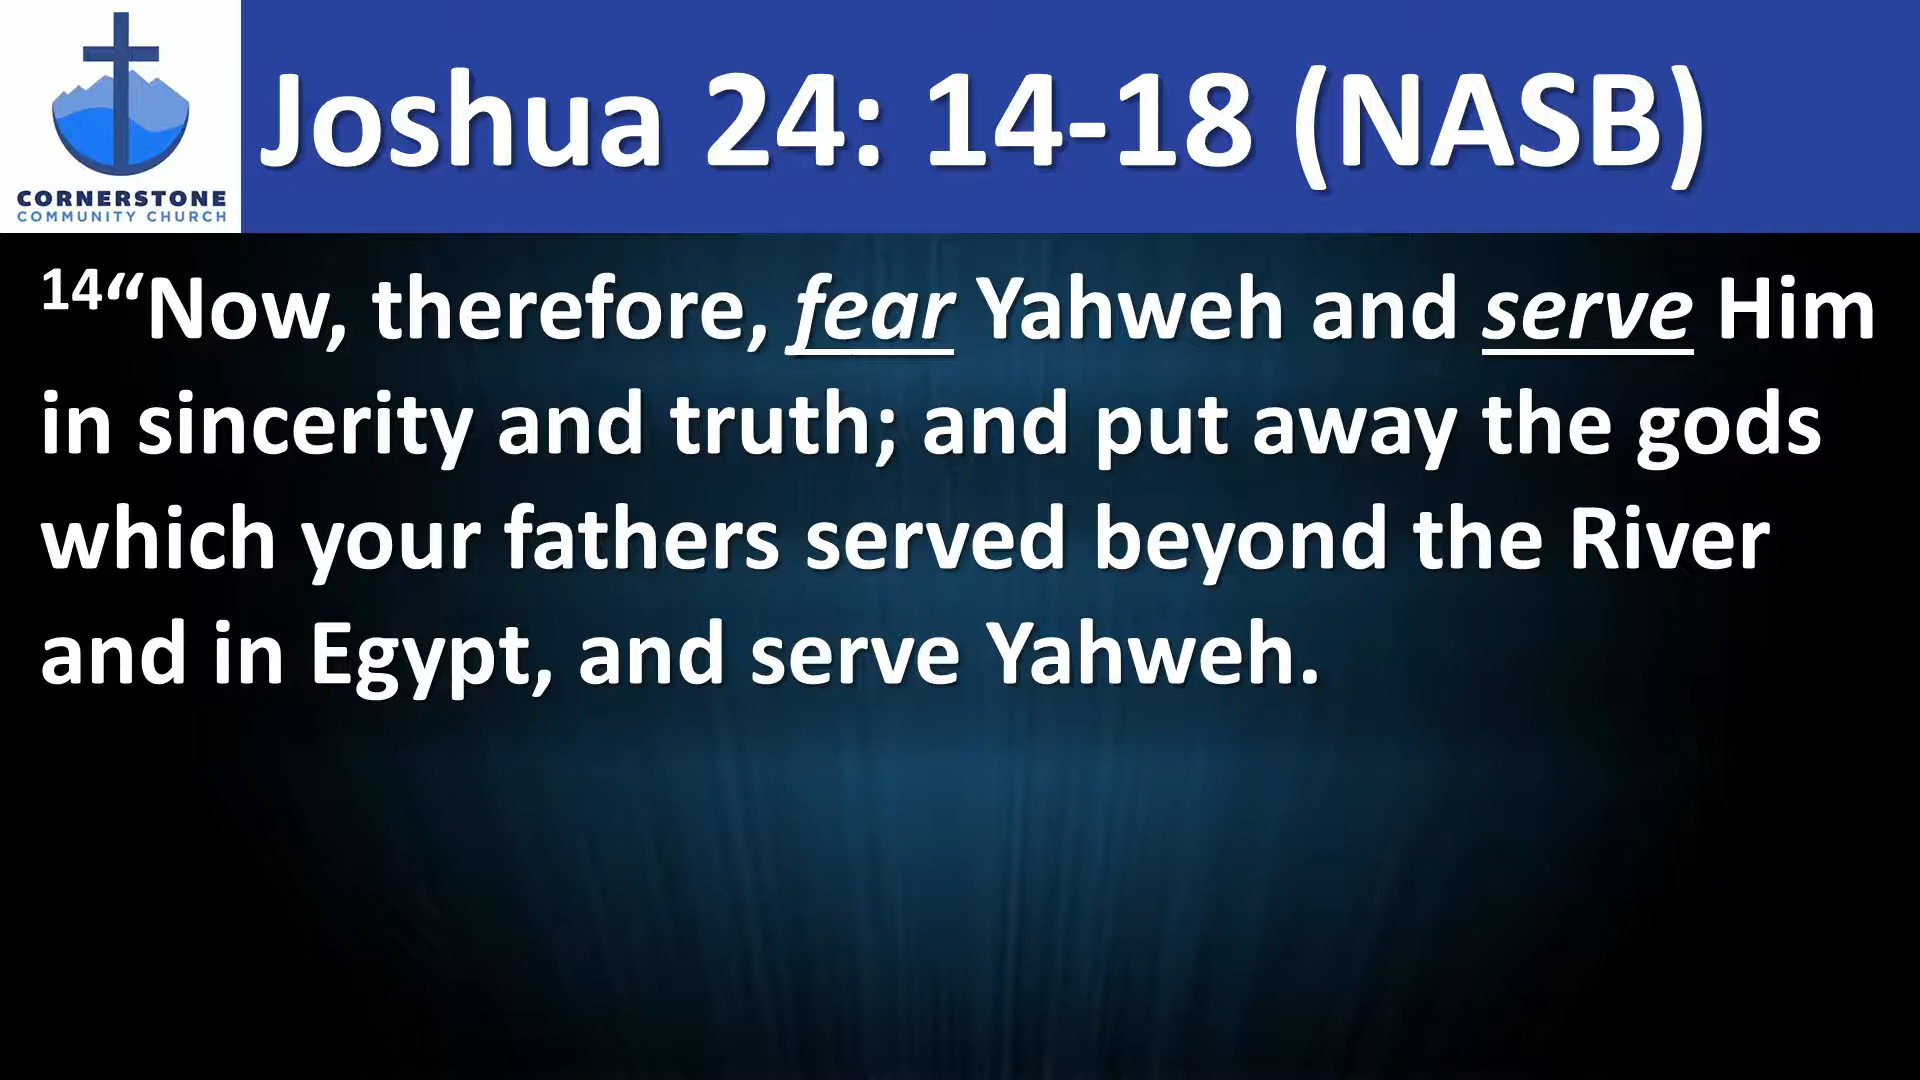 CORNERSTONE
COMMUNITY CHURCH
Joshua 24: 14-18 (NASB)
14“Now, therefore, fear Yahweh and serve Him
in sincerity and truth; and put away the gods
which your fathers served beyond the River
and in Egypt, and serve Yahweh.